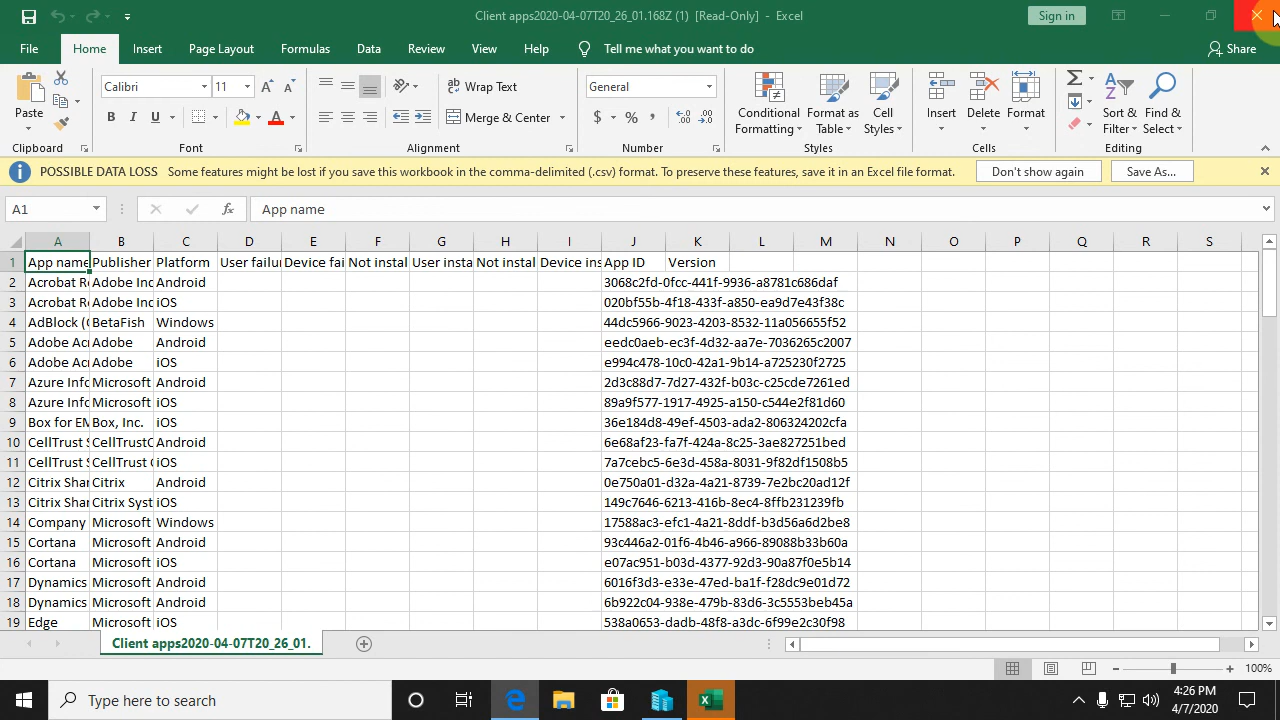 Client apps2020-04-07T20_26_01.168Z (1) [Read-Only] - Excel
Sign in
File Home Insert Page Layout Formulas Data Review View Help Tell me what you want to do Share
Paste
Clipboard
Calibri 11
B I U
A A
Font
Wrap Text
Merge & Center
Alignment
General
$ % ,
Number
Conditional Formatting
Format as Table
Cell Styles
Styles
Insert
Delete
Format
Cells
Sort & Filter
Find & Select
Editing
POSSIBLE DATA LOSS Some features might be lost if you save this workbook in the comma-delimited (.csv) format. To preserve these features, save it in an Excel file format. Don't show again Save As...
A1 fx App name
A B C D E F G H I J K L M N O P Q R S
1 App name Publisher Platform User failu Device fai Not instal User insta Not instal Device ins App ID Version
2 Acrobat Re Adobe Inc Android 3068c2fd-0fcc-441f-9936-a8781c686daf
3 Acrobat Re Adobe Inc iOS 020bf55b-4f18-433f-a850-ea9d7e43f38c
4 AdBlock (C BetaFish Windows 44dc5966-9023-4203-8532-11a056655f52
5 Adobe Acr Adobe Android eedc0aeb-ec3f-4d32-aa7e-7036265c2007
6 Adobe Acr Adobe iOS e994c478-10c0-42a1-9b14-a725230f2725
7 Azure Info Microsoft Android 2d3c88d7-7d27-432f-b03c-c25cde7261ed
8 Azure Info Microsoft iOS 89a9f577-1917-4925-a150-c544e2f81d60
9 Box for EM Box, Inc. iOS 36e184d8-49ef-4503-ada2-806324202cfa
10 CellTrust S CellTrustC Android 6e68af23-fa7f-424a-8c25-3ae827251bed
11 CellTrust S CellTrust C iOS 7a7cebc5-6e3d-458a-8031-9f82df1508b5
12 Citrix Shar Citrix Android 0e750a01-d32a-4a21-8739-7e2bc20ad12f
13 Citrix Shar Citrix Syst iOS 149c7646-6213-416b-8ec4-8ffb231239fb
14 Company Microsoft Windows 17588ac3-efc1-4a21-8ddf-b3d56a6d2be8
15 Cortana Microsoft Android 93c446a2-01f6-4b46-a966-89088b33b60a
16 Cortana Microsoft iOS e07ac951-b03d-4377-92d3-90a87f0e5b14
17 Dynamics Microsoft Android 6016f3d3-e33e-47ed-ba1f-f28dc9e01d72
18 Dynamics Microsoft Android 6b922c04-938e-479b-83d6-3c5553beb45a
19 Edge Microsoft iOS 538a0653-dadb-48f8-a3dc-6f99e2c30f98
Client apps2020-04-07T20_26_01.
100%
Type here to search
4:26 PM
4/7/2020